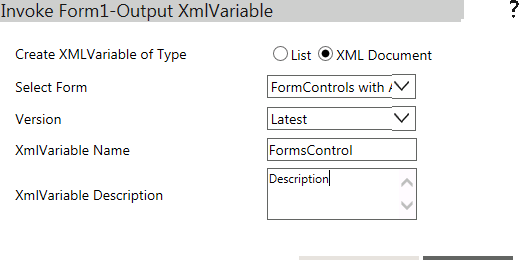 Invoke Form1-Output XmlVariable ?
Create XMLVariable of Type List XML Document
Select Form FormControls with
Version Latest
XmlVariable Name FormsControl
XmlVariable Description Description